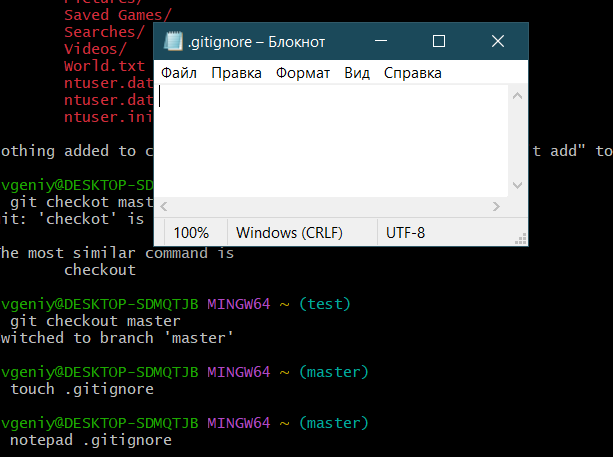 Saved Games/
Searches/
Videos/
World.txt
ntuser.dat
ntuser.dat
ntuser.ini
.gitignore – Блокнот
Файл Правка Формат Вид Справка
100% Windows (CRLF) UTF-8
othing added to c t add" to
vgeniy@DESKTOP-SD
git checkot mast
it: 'checkot' is
The most similar command is
checkout
vgeniy@DESKTOP-SDMQTJB MINGW64 ~ (test)
git checkout master
witched to branch 'master'
vgeniy@DESKTOP-SDMQTJB MINGW64 ~ (master)
touch .gitignore
vgeniy@DESKTOP-SDMQTJB MINGW64 ~ (master)
notepad .gitignore